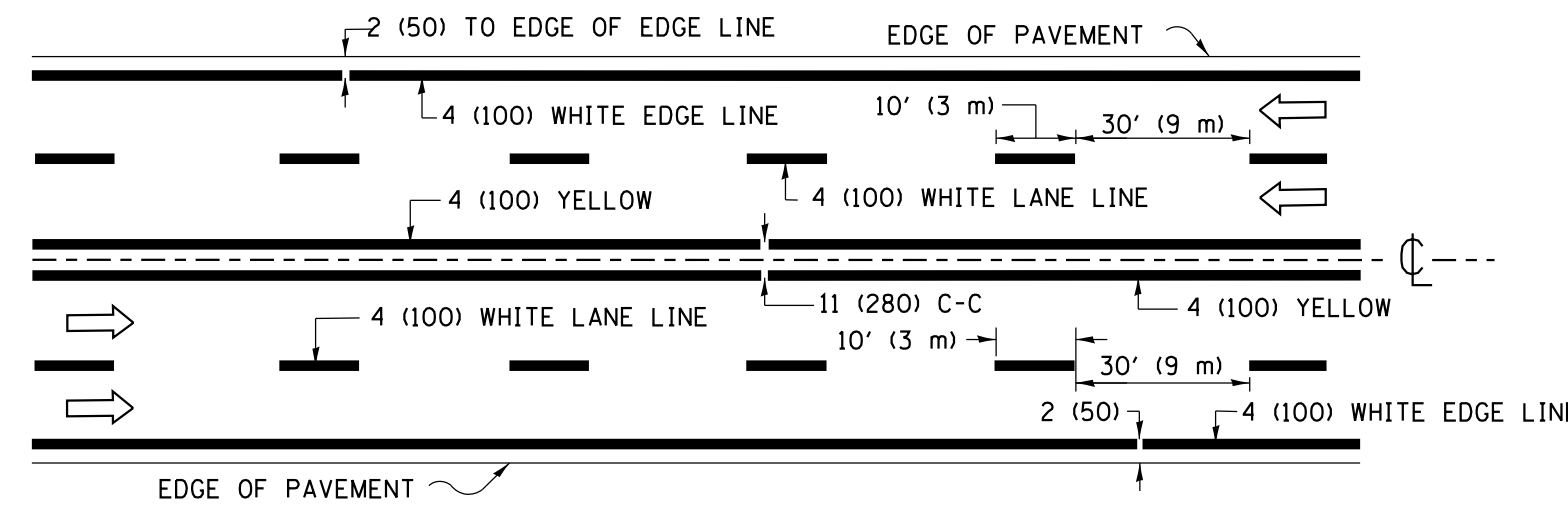 2 (50) TO EDGE OF EDGE LINE
EDGE OF PAVEMENT
4 (100) WHITE EDGE LINE
10' (3 m)
30' (9 m)
4 (100) YELLOW
4 (100) WHITE LANE LINE
11 (280) C-C
4 (100) YELLOW
4 (100) WHITE LANE LINE
10' (3 m)
30' (9 m)
2 (50)
4 (100) WHITE EDGE LINE
EDGE OF PAVEMENT